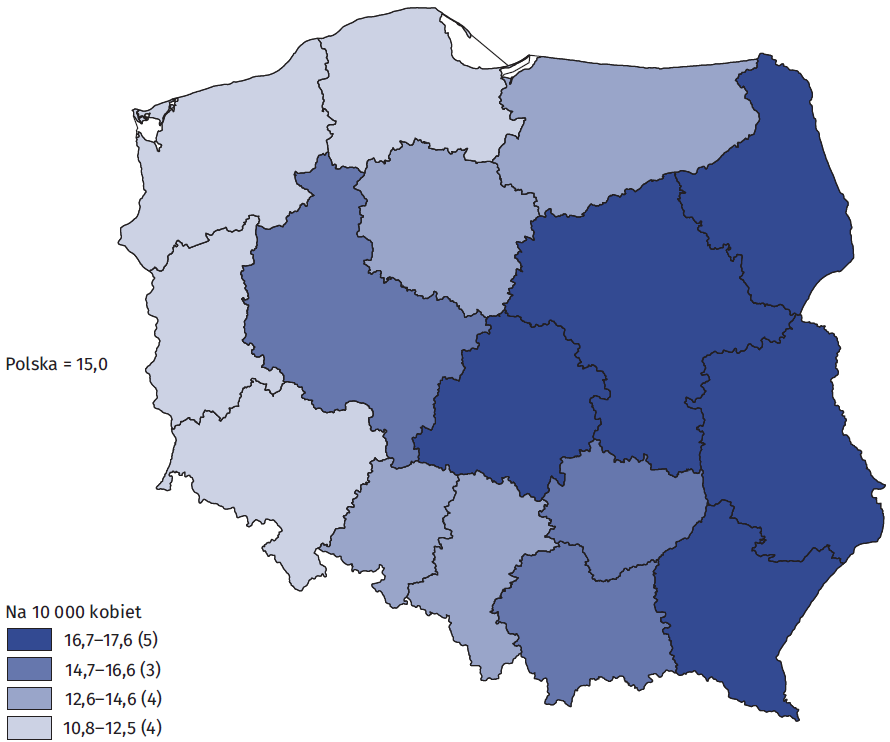 Polska = 15,0
Na 10 000 kobiet
16,7–17,6 (5)
14,7–16,6 (3)
12,6–14,6 (4)
10,8–12,5 (4)